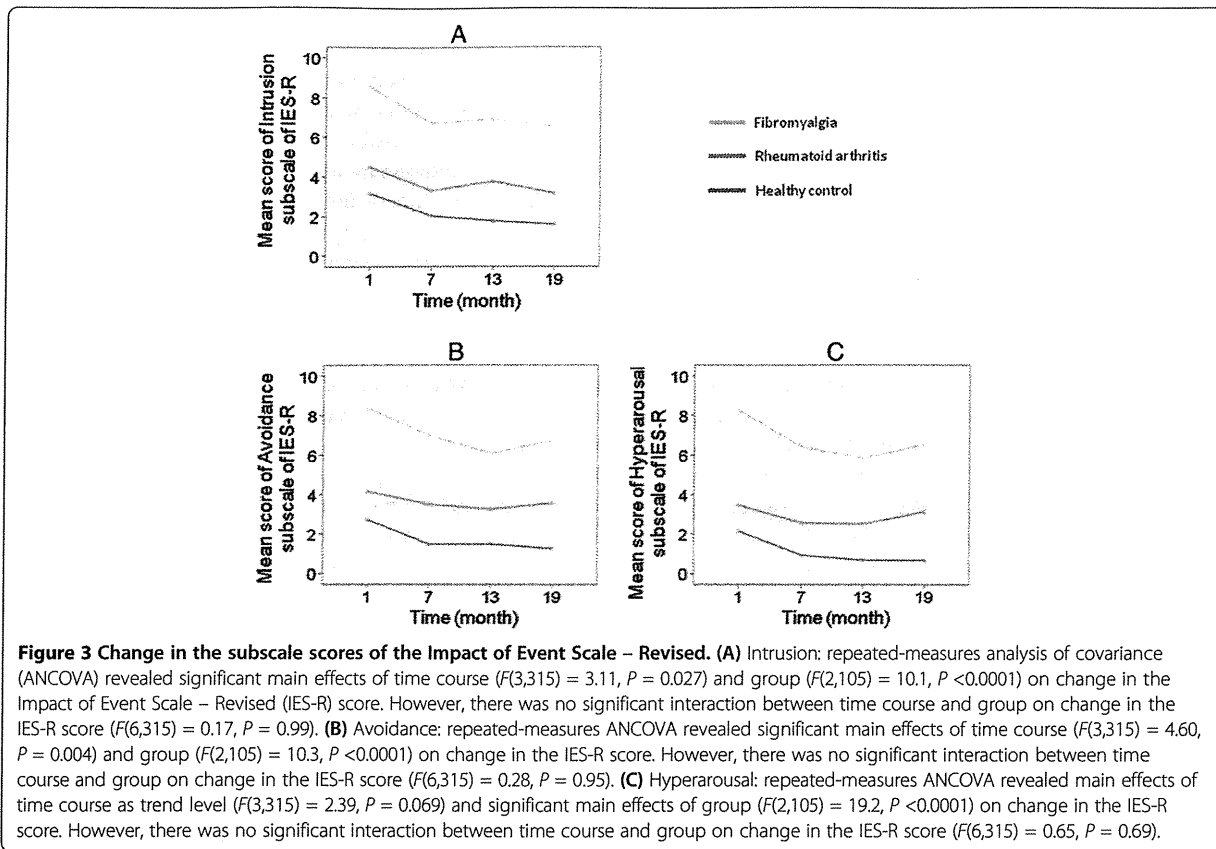 A
Mean score of Intrusion
subscale of IES-R
10
8
6
4
2
0
1 7 13 19
Time (month)
Fibromyalgia
Rheumatoid arthritis
Healthy control
B
Mean score of Avoidance
subscale of IES-R
10
8
6
4
2
0
1 7 13 19
Time (month)
C
Mean score of Hyperarousal
subscale of IES-R
10
8
6
4
2
0
1 7 13 19
Time (month)
Figure 3 Change in the subscale scores of the Impact of Event Scale – Revised. (A) Intrusion: repeated-measures analysis of covariance
(ANCOVA) revealed significant main effects of time course (F(3,315) = 3.11, P = 0.027) and group (F(2,105) = 10.1, P <0.0001) on change in the
Impact of Event Scale – Revised (IES-R) score. However, there was no significant interaction between time course and group on change in the
IES-R score (F(6,315) = 0.17, P = 0.99). (B) Avoidance: repeated-measures ANCOVA revealed significant main effects of time course (F(3,315) = 4.60,
P = 0.004) and group (F(2,105) = 10.3, P <0.0001) on change in the IES-R score. However, there was no significant interaction between time
course and group on change in the IES-R score (F(6,315) = 0.28, P = 0.95). (C) Hyperarousal: repeated-measures ANCOVA revealed main effects of
time course as trend level (F(3,315) = 2.39, P = 0.069) and significant main effects of group (F(2,105) = 19.2, P <0.0001) on change in the IES-R
score. However, there was no significant interaction between time course and group on change in the IES-R score (F(6,315) = 0.65, P = 0.69).